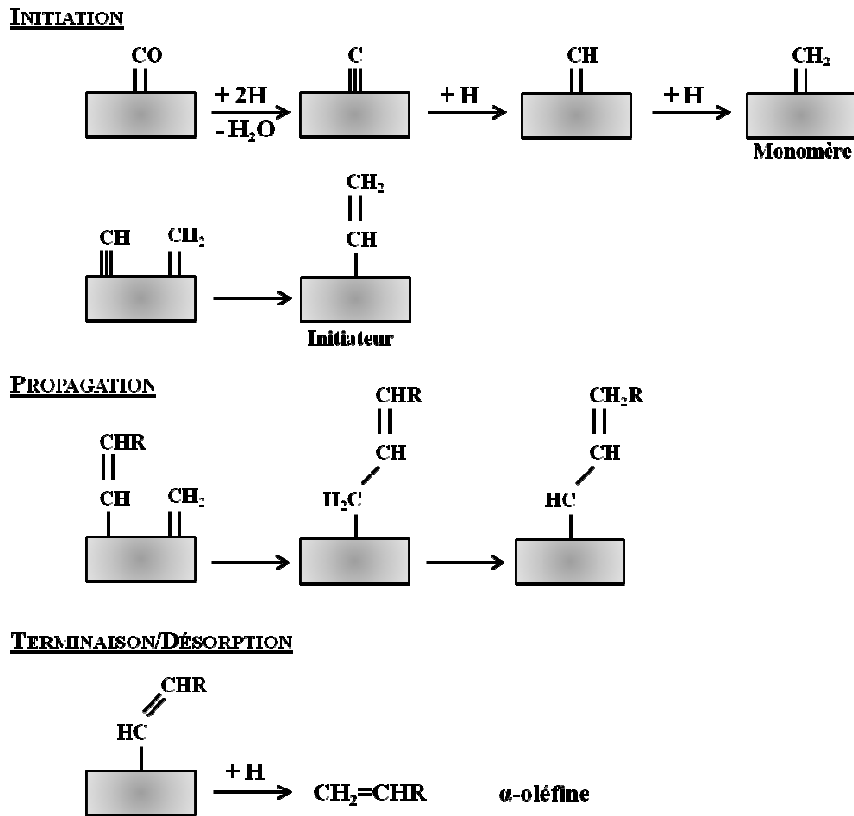 INITIATION
CO C CH CH₂
+ 2H + H + H
- H₂O
Monomère
CH₂
CH CH₂ CH
Initiateur
PROPAGATION
CHR CH₂R
CHR CH CH
CH CH₂ H₂C HC
TERMINAISON/DÉSORPTION
CHR
HC
+ H
CH₂=CHR α-oléfine